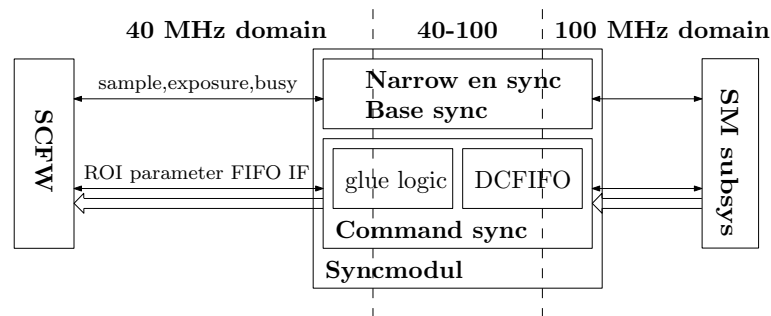 40 MHz domain
40-100
100 MHz domain
SCFW
sample,exposure,busy
Narrow en sync
Base sync
SM subsys
ROI parameter FIFO IF
glue logic
DCFIFO
Command sync
Syncmodul